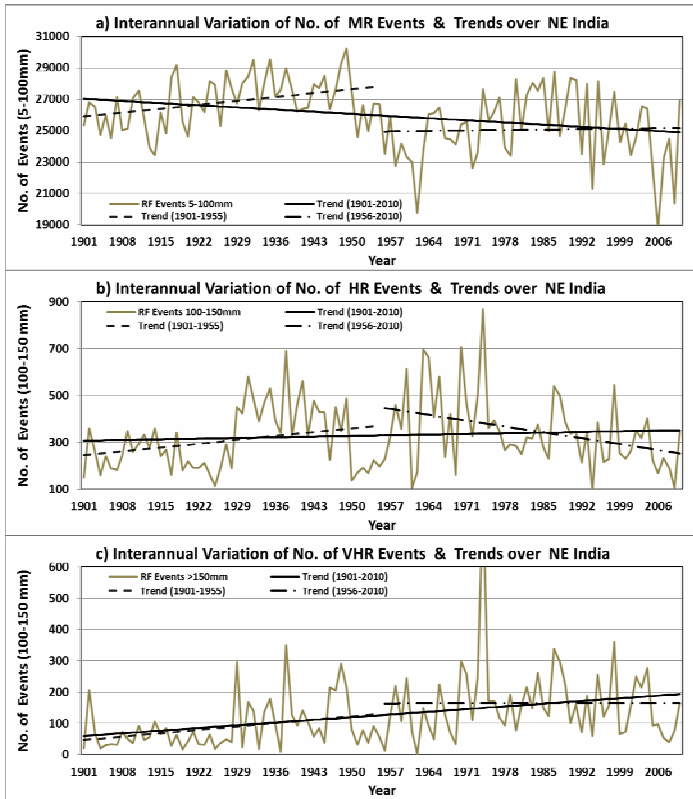 a) Interannual Variation of No. of MR Events & Trends over NE India
No. of Events (5-100mm)
31000
29000
27000
25000
23000
21000
19000
RF Events 5-100mm
Trend (1901-2010)
Trend (1901-1955)
Trend (1956-2010)
1901 1908 1915 1922 1929 1936 1943 1950 1957 1964 1971 1978 1985 1992 1999 2006
Year
b) Interannual Variation of No. of HR Events & Trends over NE India
No. of Events (100-150 mm)
900
700
500
300
100
RF Events 100-150mm
Trend (1901-2010)
Trend (1901-1955)
Trend (1956-2010)
1901 1908 1915 1922 1929 1936 1943 1950 1957 1964 1971 1978 1985 1992 1999 2006
Year
c) Interannual Variation of No. of VHR Events & Trends over NE India
No. of Events (100-150 mm)
600
500
400
300
200
100
0
RF Events >150mm
Trend (1901-2010)
Trend (1901-1955)
Trend (1956-2010)
1901 1908 1915 1922 1929 1936 1943 1950 1957 1964 1971 1978 1985 1992 1999 2006
Year